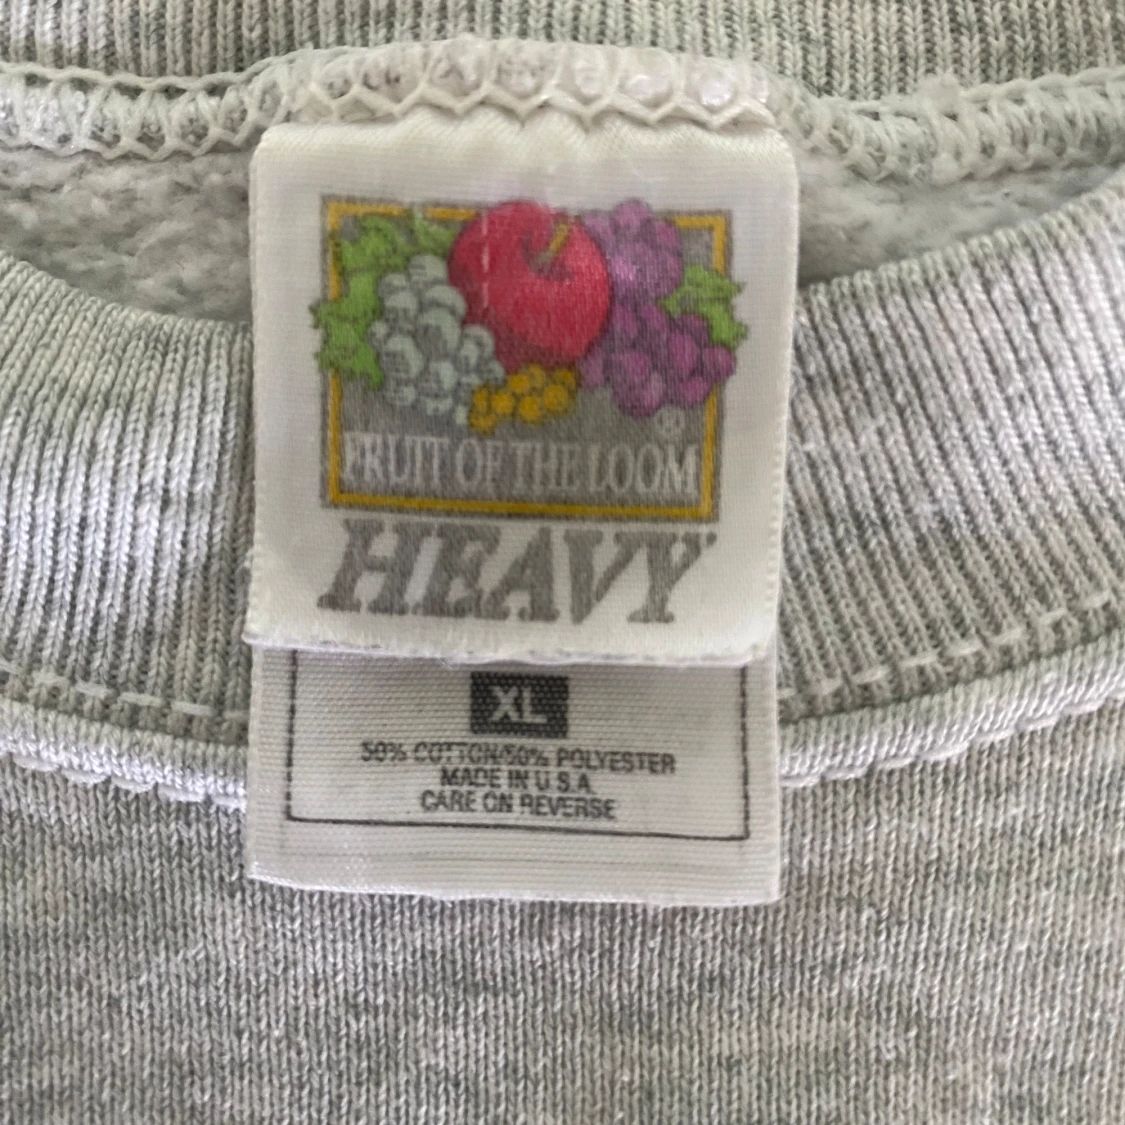 ®
FRUIT OF THE LOOM
HEAVY
XL
50% COTTON/50% POLYESTER
MADE IN U.S.A.
CARE ON REVERSE